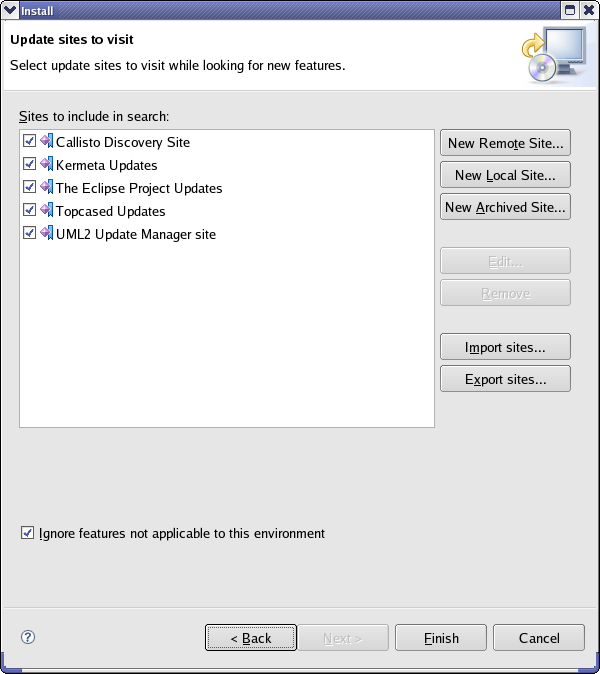 Install
Update sites to visit
Select update sites to visit while looking for new features.
Sites to include in search:
Callisto Discovery Site
Kermeta Updates
The Eclipse Project Updates
Topcased Updates
UML2 Update Manager site
New Remote Site...
New Local Site...
New Archived Site...
Edit...
Remove
Import sites...
Export sites...
Ignore features not applicable to this environment
?
< Back
Next >
Finish
Cancel